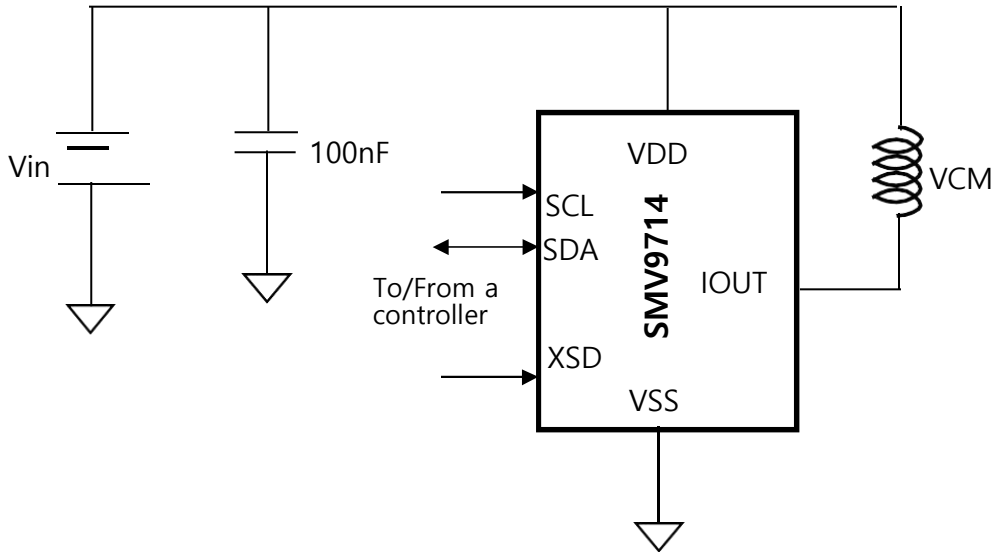 Vin
100nF
VDD
SCL
SDA
To/From a
controller
XSD
SMV9714
IOUT
VSS
VCM